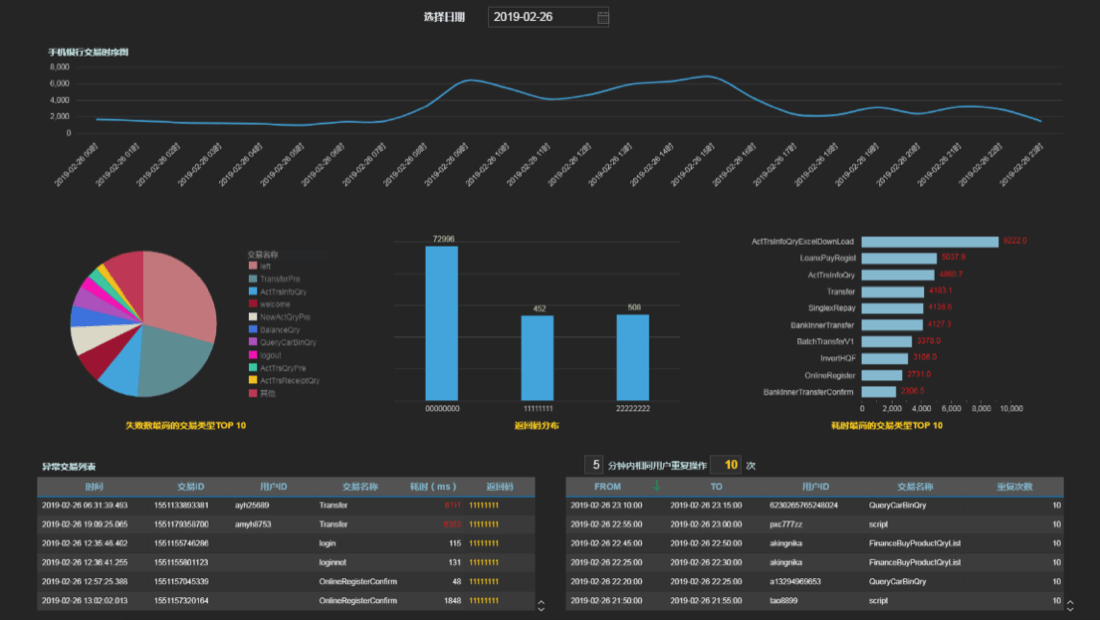 选择日期 2019-02-26
手机银行交易时序图
8,000
6,000
4,000
2,000
0
2019-02-26 00时 2019-02-26 01时 2019-02-26 02时 2019-02-26 03时 2019-02-26 04时 2019-02-26 05时 2019-02-26 06时 2019-02-26 07时 2019-02-26 08时 2019-02-26 09时 2019-02-26 10时 2019-02-26 11时 2019-02-26 12时 2019-02-26 13时 2019-02-26 14时 2019-02-26 15时 2019-02-26 16时 2019-02-26 17时 2019-02-26 18时 2019-02-26 19时 2019-02-26 20时 2019-02-26 21时 2019-02-26 22时 2019-02-26 23时
交易名称
left
TransferPre
ActTrsInfoQry
welcome
NowActQryPre
BalanceQry
QueryCarBinQry
logout
ActTrsQryPre
ActTrsReceiptQry
其他
失败数最高的交易类型TOP 10
72996
452
508
00000000 11111111 22222222
返回码分布
ActTrsInfoQryExcelDownLoad 9222.0
LoanxPayRegist 5037.9
ActTrsInfoQry
Transfer 4183.1
SinglexRepay
BankInnerTransfer 4127.3
BatchTransferV1 3378.0
InvertHQF 3106.0
OnlineRegister 2731.0
BankInnerTransferConfirm 2306.5
0 2,000 4,000 6,000 8,000 10,000
耗时最高的交易类型TOP 10
异常交易列表
时间 交易ID 用户ID 交易名称 耗时(ms) 返回码
2019-02-26 06:31:39.493 1551133893381 ayh25689 Transfer 11111111
2019-02-26 19:09:25.065 1551179358700 amyh8753 Transfer 11111111
2019-02-26 12:35:46.402 1551155746286 login 115 11111111
2019-02-26 12:36:41.255 1551155801123 loginnet 131 11111111
2019-02-26 12:57:25.388 1551157045339 OnlineRegisterConfirm 48 11111111
2019-02-26 13:02:02.013 1551157320164 OnlineRegisterConfirm 1848 11111111
5 分钟内相同用户重复操作 10 次
FROM TO 用户ID 交易名称 重复次数
2019-02-26 23:10:00 2019-02-26 23:15:00 6230265765248024 QueryCarBinQry 10
2019-02-26 22:55:00 2019-02-26 23:00:00 pxc777zz script 10
2019-02-26 22:45:00 2019-02-26 22:50:00 akingnika FinanceBuyProductQryList 10
2019-02-26 22:25:00 2019-02-26 22:30:00 akingnika FinanceBuyProductQryList 10
2019-02-26 22:20:00 2019-02-26 22:25:00 a13294969653 QueryCarBinQry 10
2019-02-26 21:50:00 2019-02-26 21:55:00 tao8899 script 10